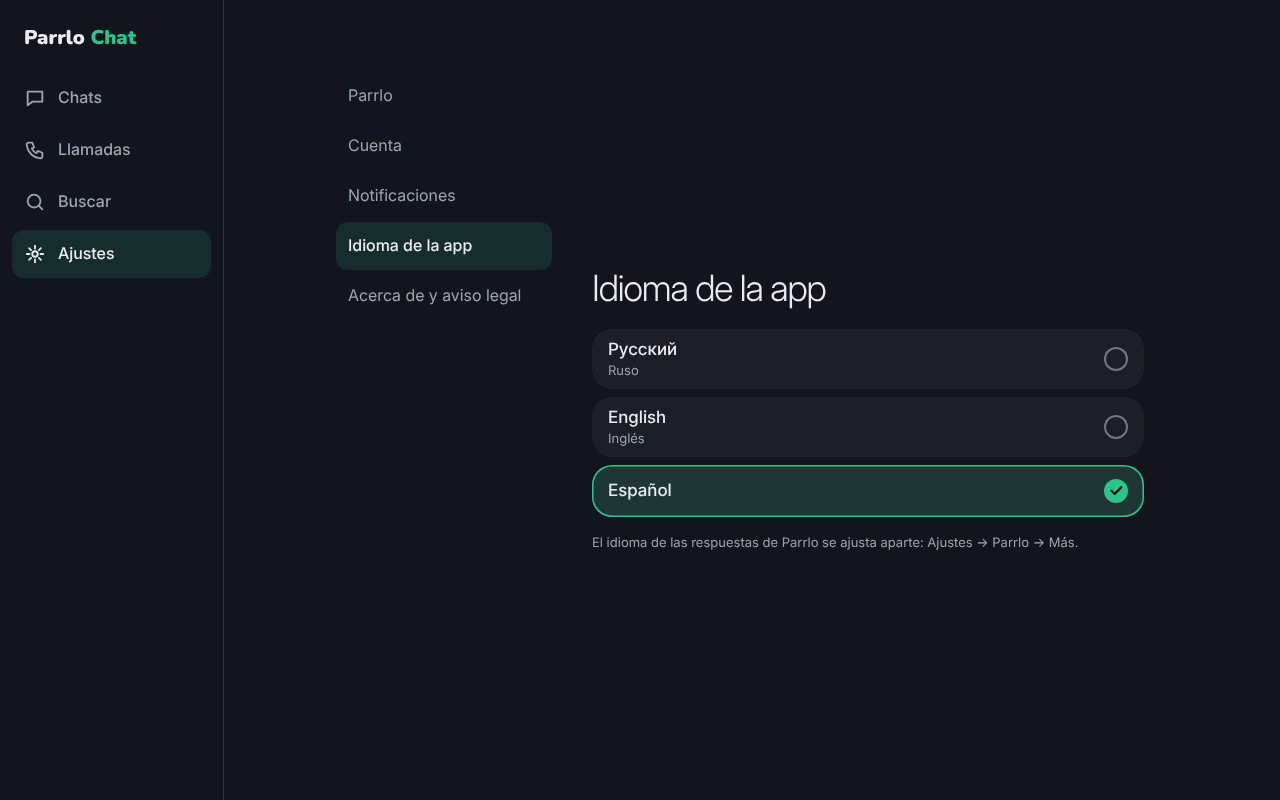 Parrlo Chat
Chats
Llamadas
Buscar
Ajustes
Parrlo
Cuenta
Notificaciones
Idioma de la app
Acerca de y aviso legal
Idioma de la app
Русский
Ruso
English
Inglés
Español
El idioma de las respuestas de Parrlo se ajusta aparte: Ajustes → Parrlo → Más.